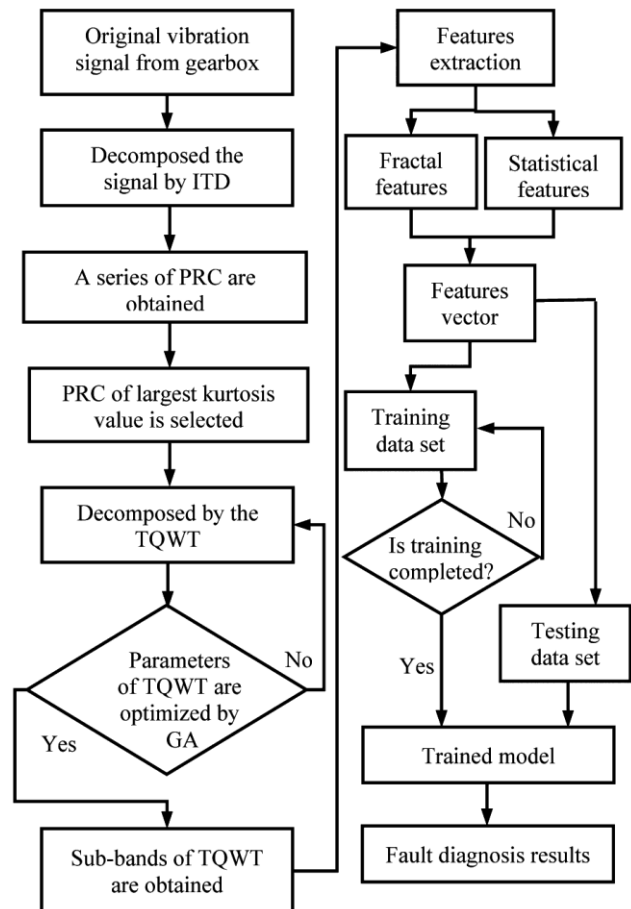 Original vibration
signal from gearbox
Decomposed the
signal by ITD
A series of PRC are
obtained
PRC of largest kurtosis
value is selected
Decomposed by the
TQWT
Parameters
of TQWT are
optimized by
GA
No
Yes
Sub-bands of TQWT
are obtained
Features
extraction
Fractal
features
Statistical
features
Features
vector
Training
data set
No
Is training
completed?
Yes
Testing
data set
Trained model
Fault diagnosis results